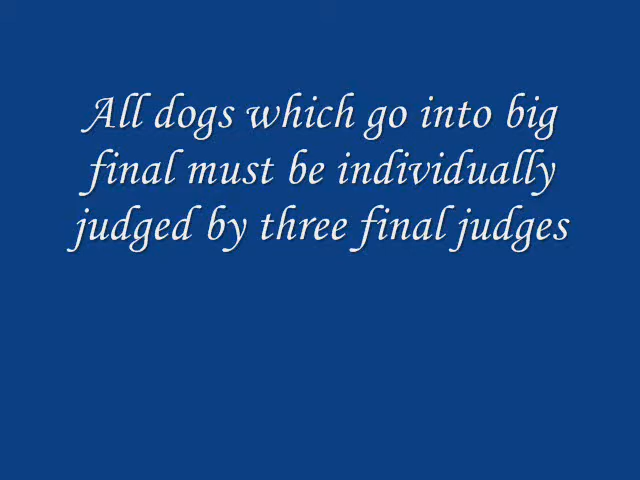 All dogs which go into big
final must be individually
judged by three final judges